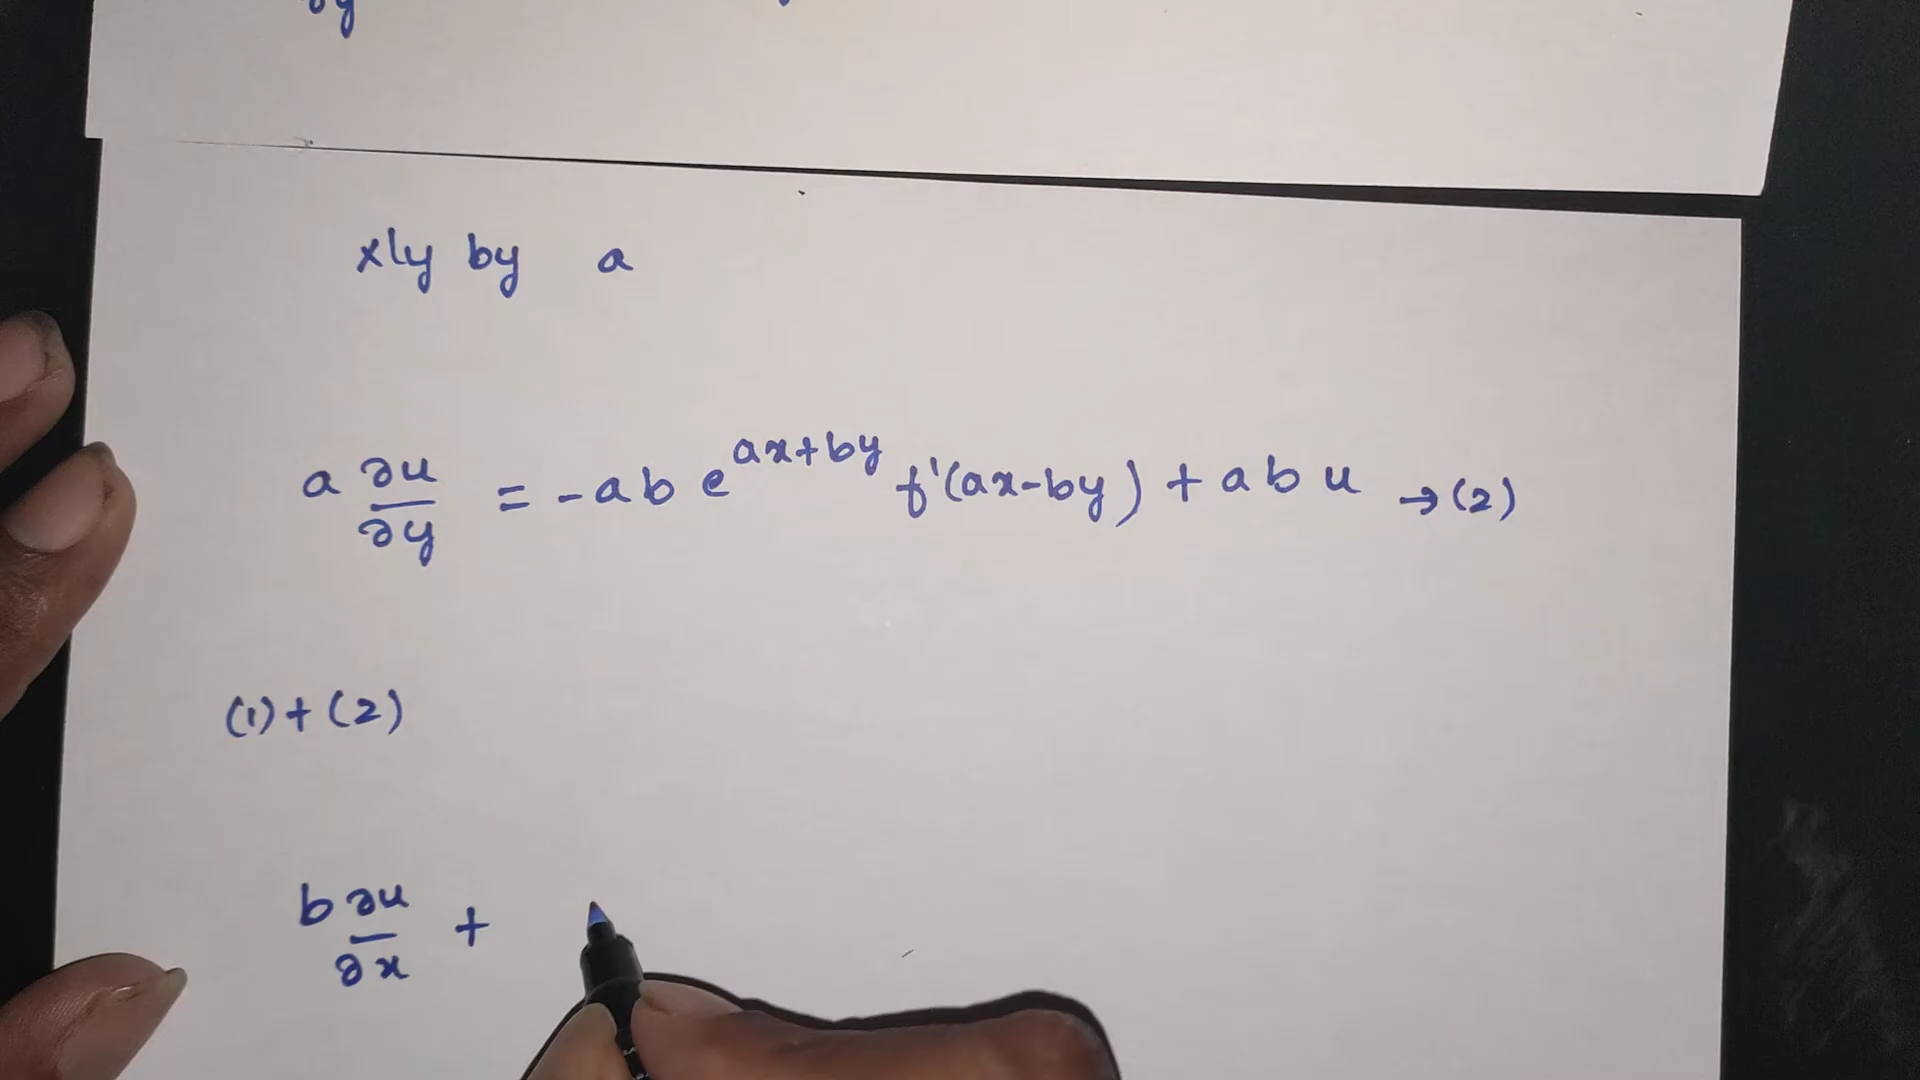 xly by a
a ∂u/∂y = -ab e^(ax+by) f'(ax-by) + abu → (2)
(1)+(2)
b ∂u/∂x +